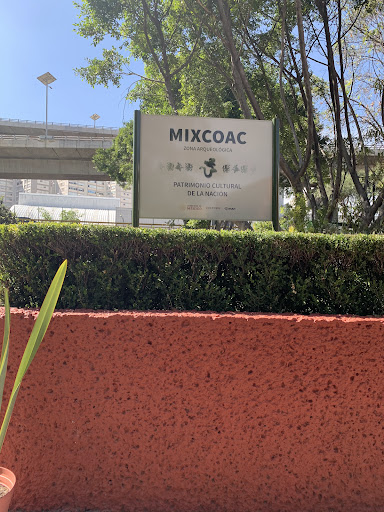 MIXCOAC
ZONA ARQUEOLÓGICA
PATRIMONIO CULTURAL
DE LA NACIÓN